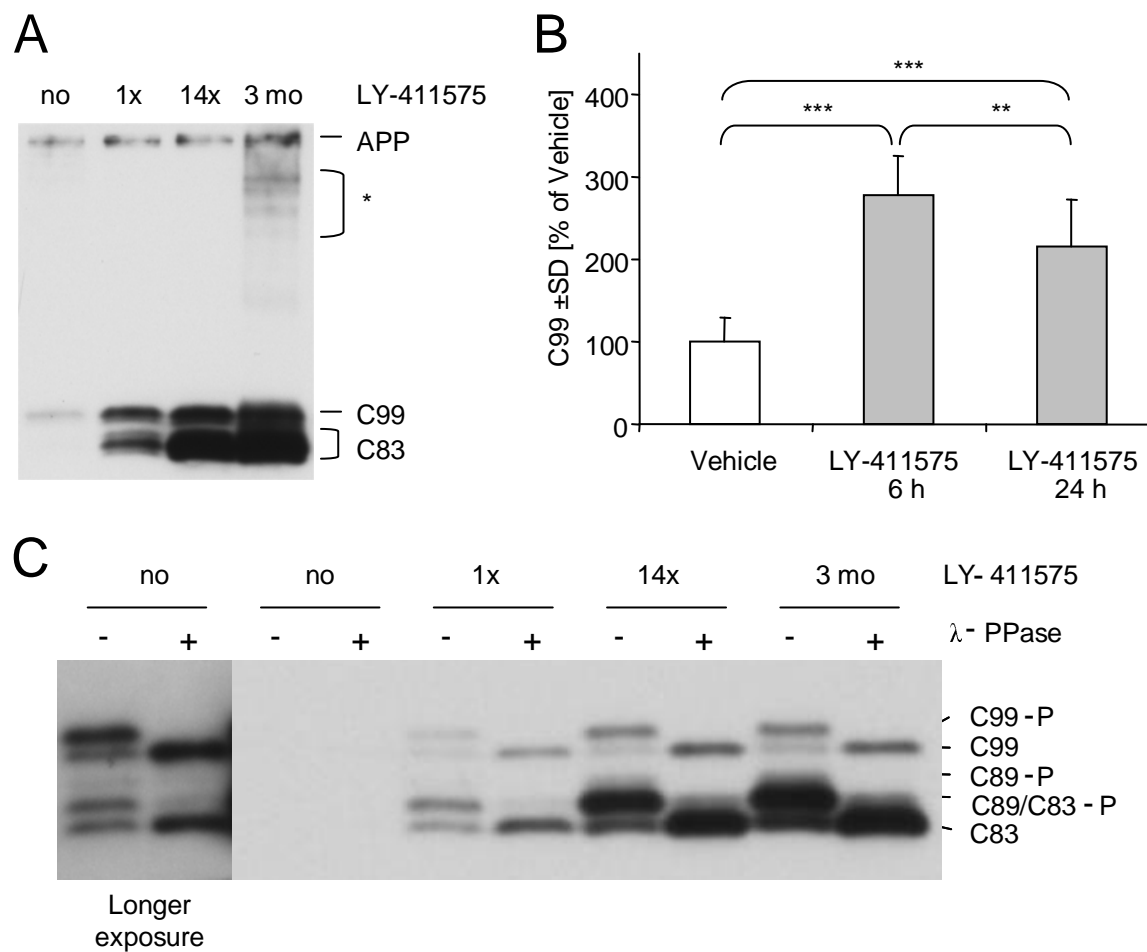 A
no 1x 14x 3 mo LY-411575
APP
*
C99
C83
B
C99 ±SD [% of Vehicle]
400
300
200
100
0
***
*** **
Vehicle LY-411575 LY-411575
6 h 24 h
C
no no 1x 14x 3 mo LY- 411575
- + - + - + - + - + λ- PPase
C99 - P
C99
C89 - P
C89/C83 - P
C83
Longer
exposure